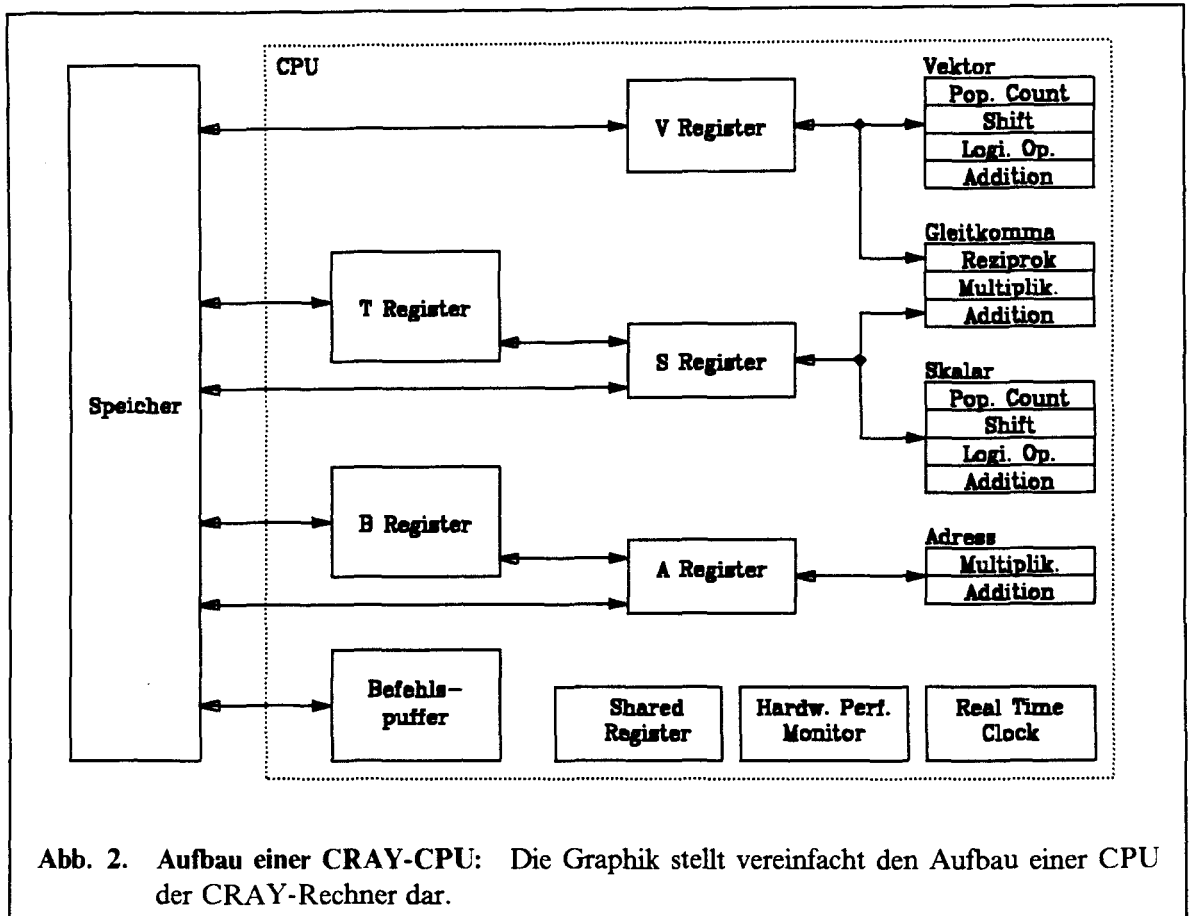 CPU
Speicher
V Register
T Register
S Register
B Register
A Register
Befehls-
puffer
Vektor
Pop. Count
Shift
Logi. Op.
Addition
Gleitkomma
Reziprok
Multiplik.
Addition
Skalar
Pop. Count
Shift
Logi. Op.
Addition
Adress
Multiplik.
Addition
Shared
Register
Hardw. Perf.
Monitor
Real Time
Clock
Abb. 2. Aufbau einer CRAY-CPU: Die Graphik stellt vereinfacht den Aufbau einer CPU
der CRAY-Rechner dar.